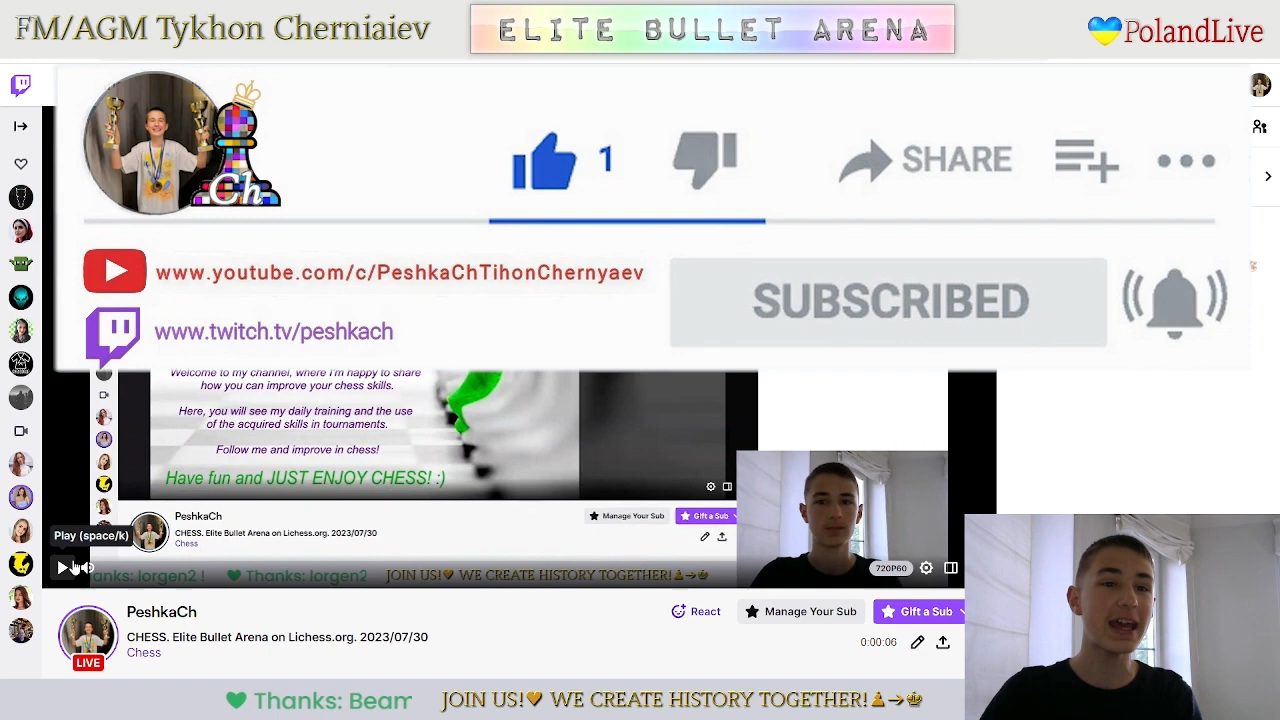 FM/AGM Tykhon Cherniaiev
ELITE BULLET ARENA
PolandLive
Ch
1
SHARE
www.youtube.com/c/PeshkaChTihonChernyaev
SUBSCRIBED
www.twitch.tv/peshkach
Welcome to my channel, where I'm happy to share
how you can improve your chess skills.
Here, you will see my daily training and the use
of the acquired skills in tournaments.
Follow me and improve in chess!
Have fun and JUST ENJOY CHESS! :)
PeshkaCh
Manage Your Sub
Gift a Sub
CHESS. Elite Bullet Arena on Lichess.org. 2023/07/30
Chess
Play (space/k)
anks: lorgen2 !
Thanks: lorgen2
JOIN US! WE CREATE HISTORY TOGETHER!
720P60
PeshkaCh
React
Manage Your Sub
Gift a Sub
CHESS. Elite Bullet Arena on Lichess.org. 2023/07/30
0:00:06
Chess
LIVE
Thanks: Beam
JOIN US! WE CREATE HISTORY TOGETHER!